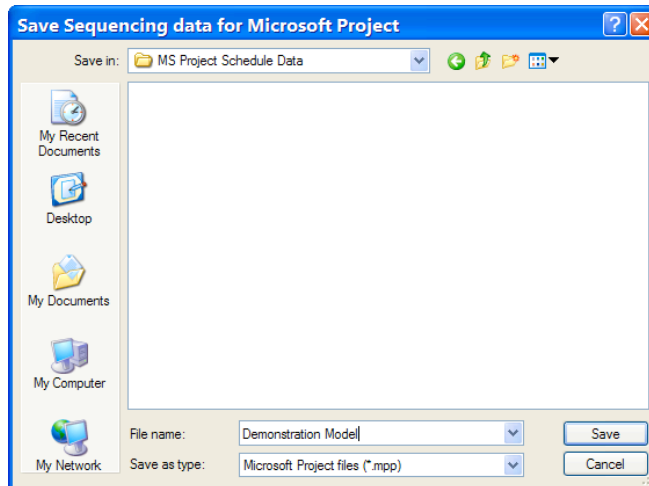 Save Sequencing data for Microsoft Project
Save in:
MS Project Schedule Data
My Recent
Documents
Desktop
My Documents
My Computer
My Network
File name:
Demonstration Model
Save
Save as type:
Microsoft Project files (*.mpp)
Cancel